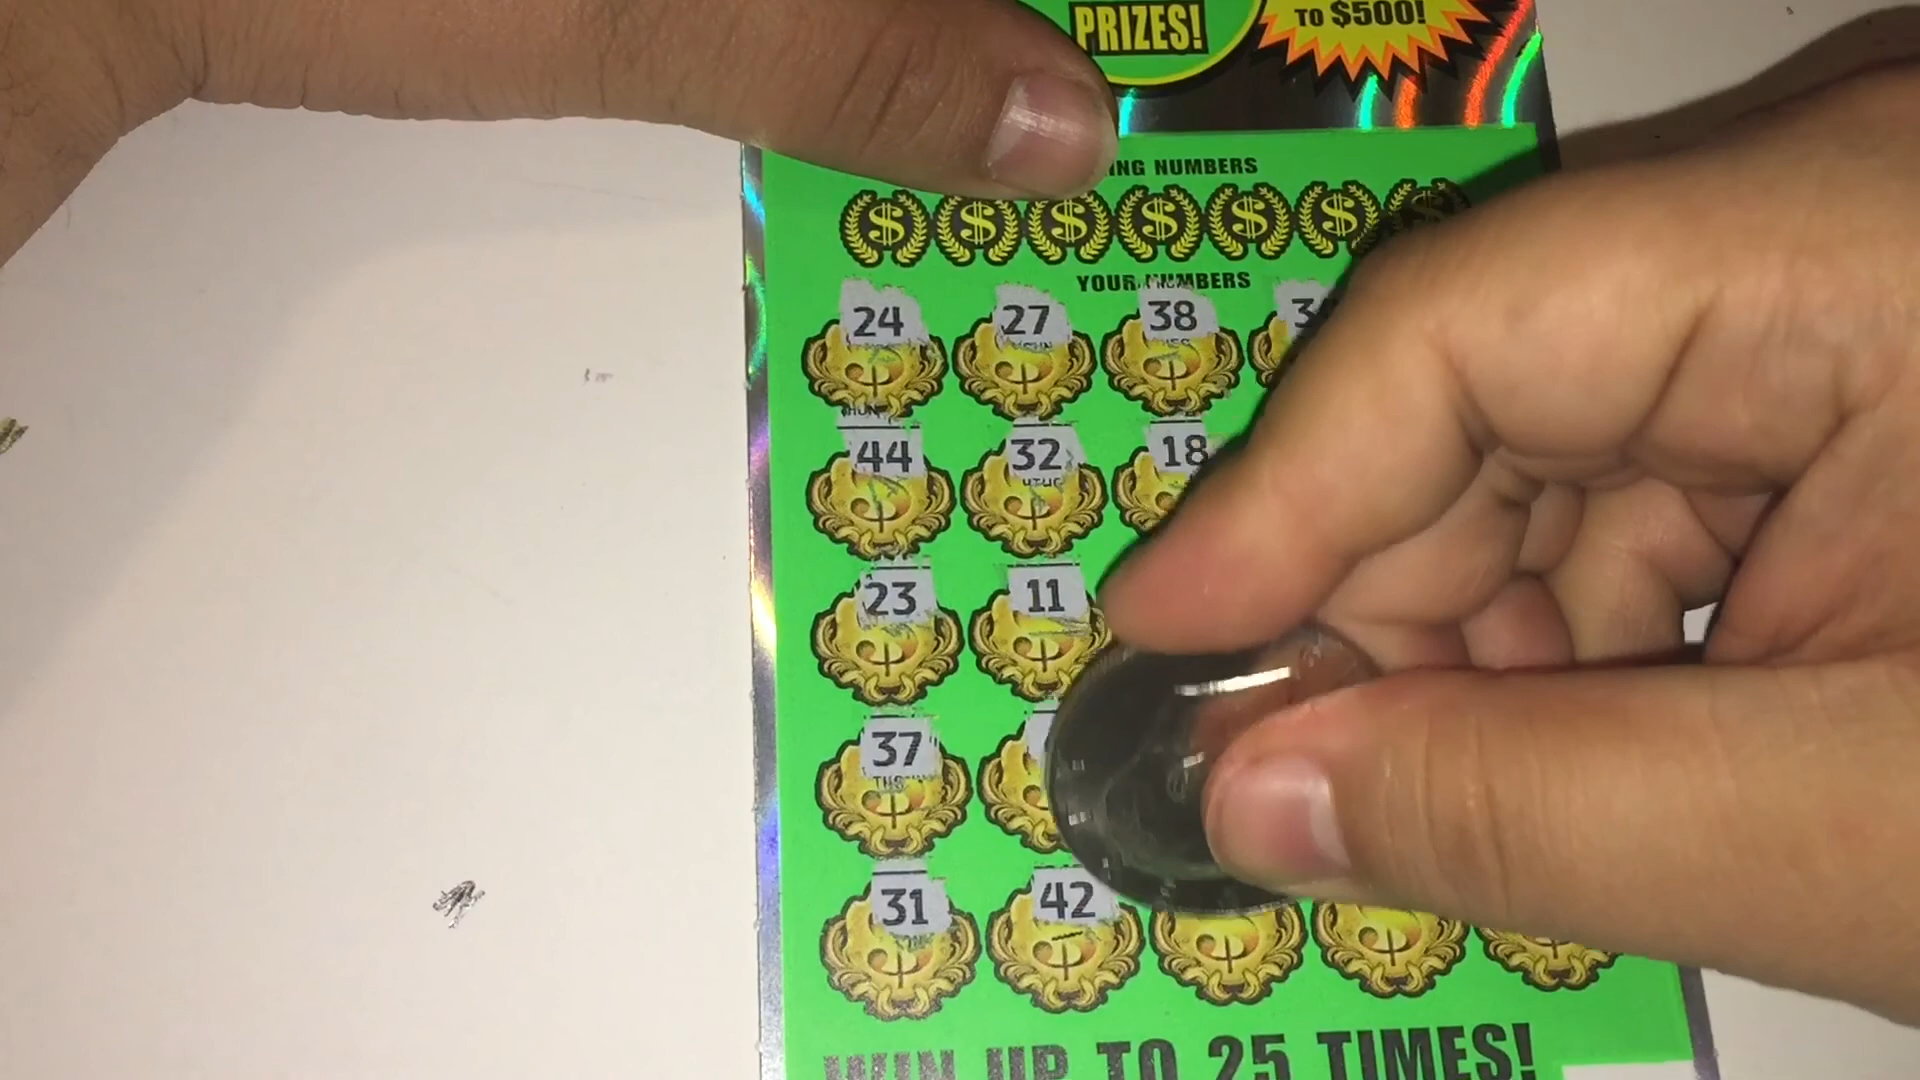 PRIZES!
TO $500!
NUMBERS
YOUR NUMBERS
24 27 38
44 32 18
23 11
37
31 42
WIN UP TO 25 TIMES!